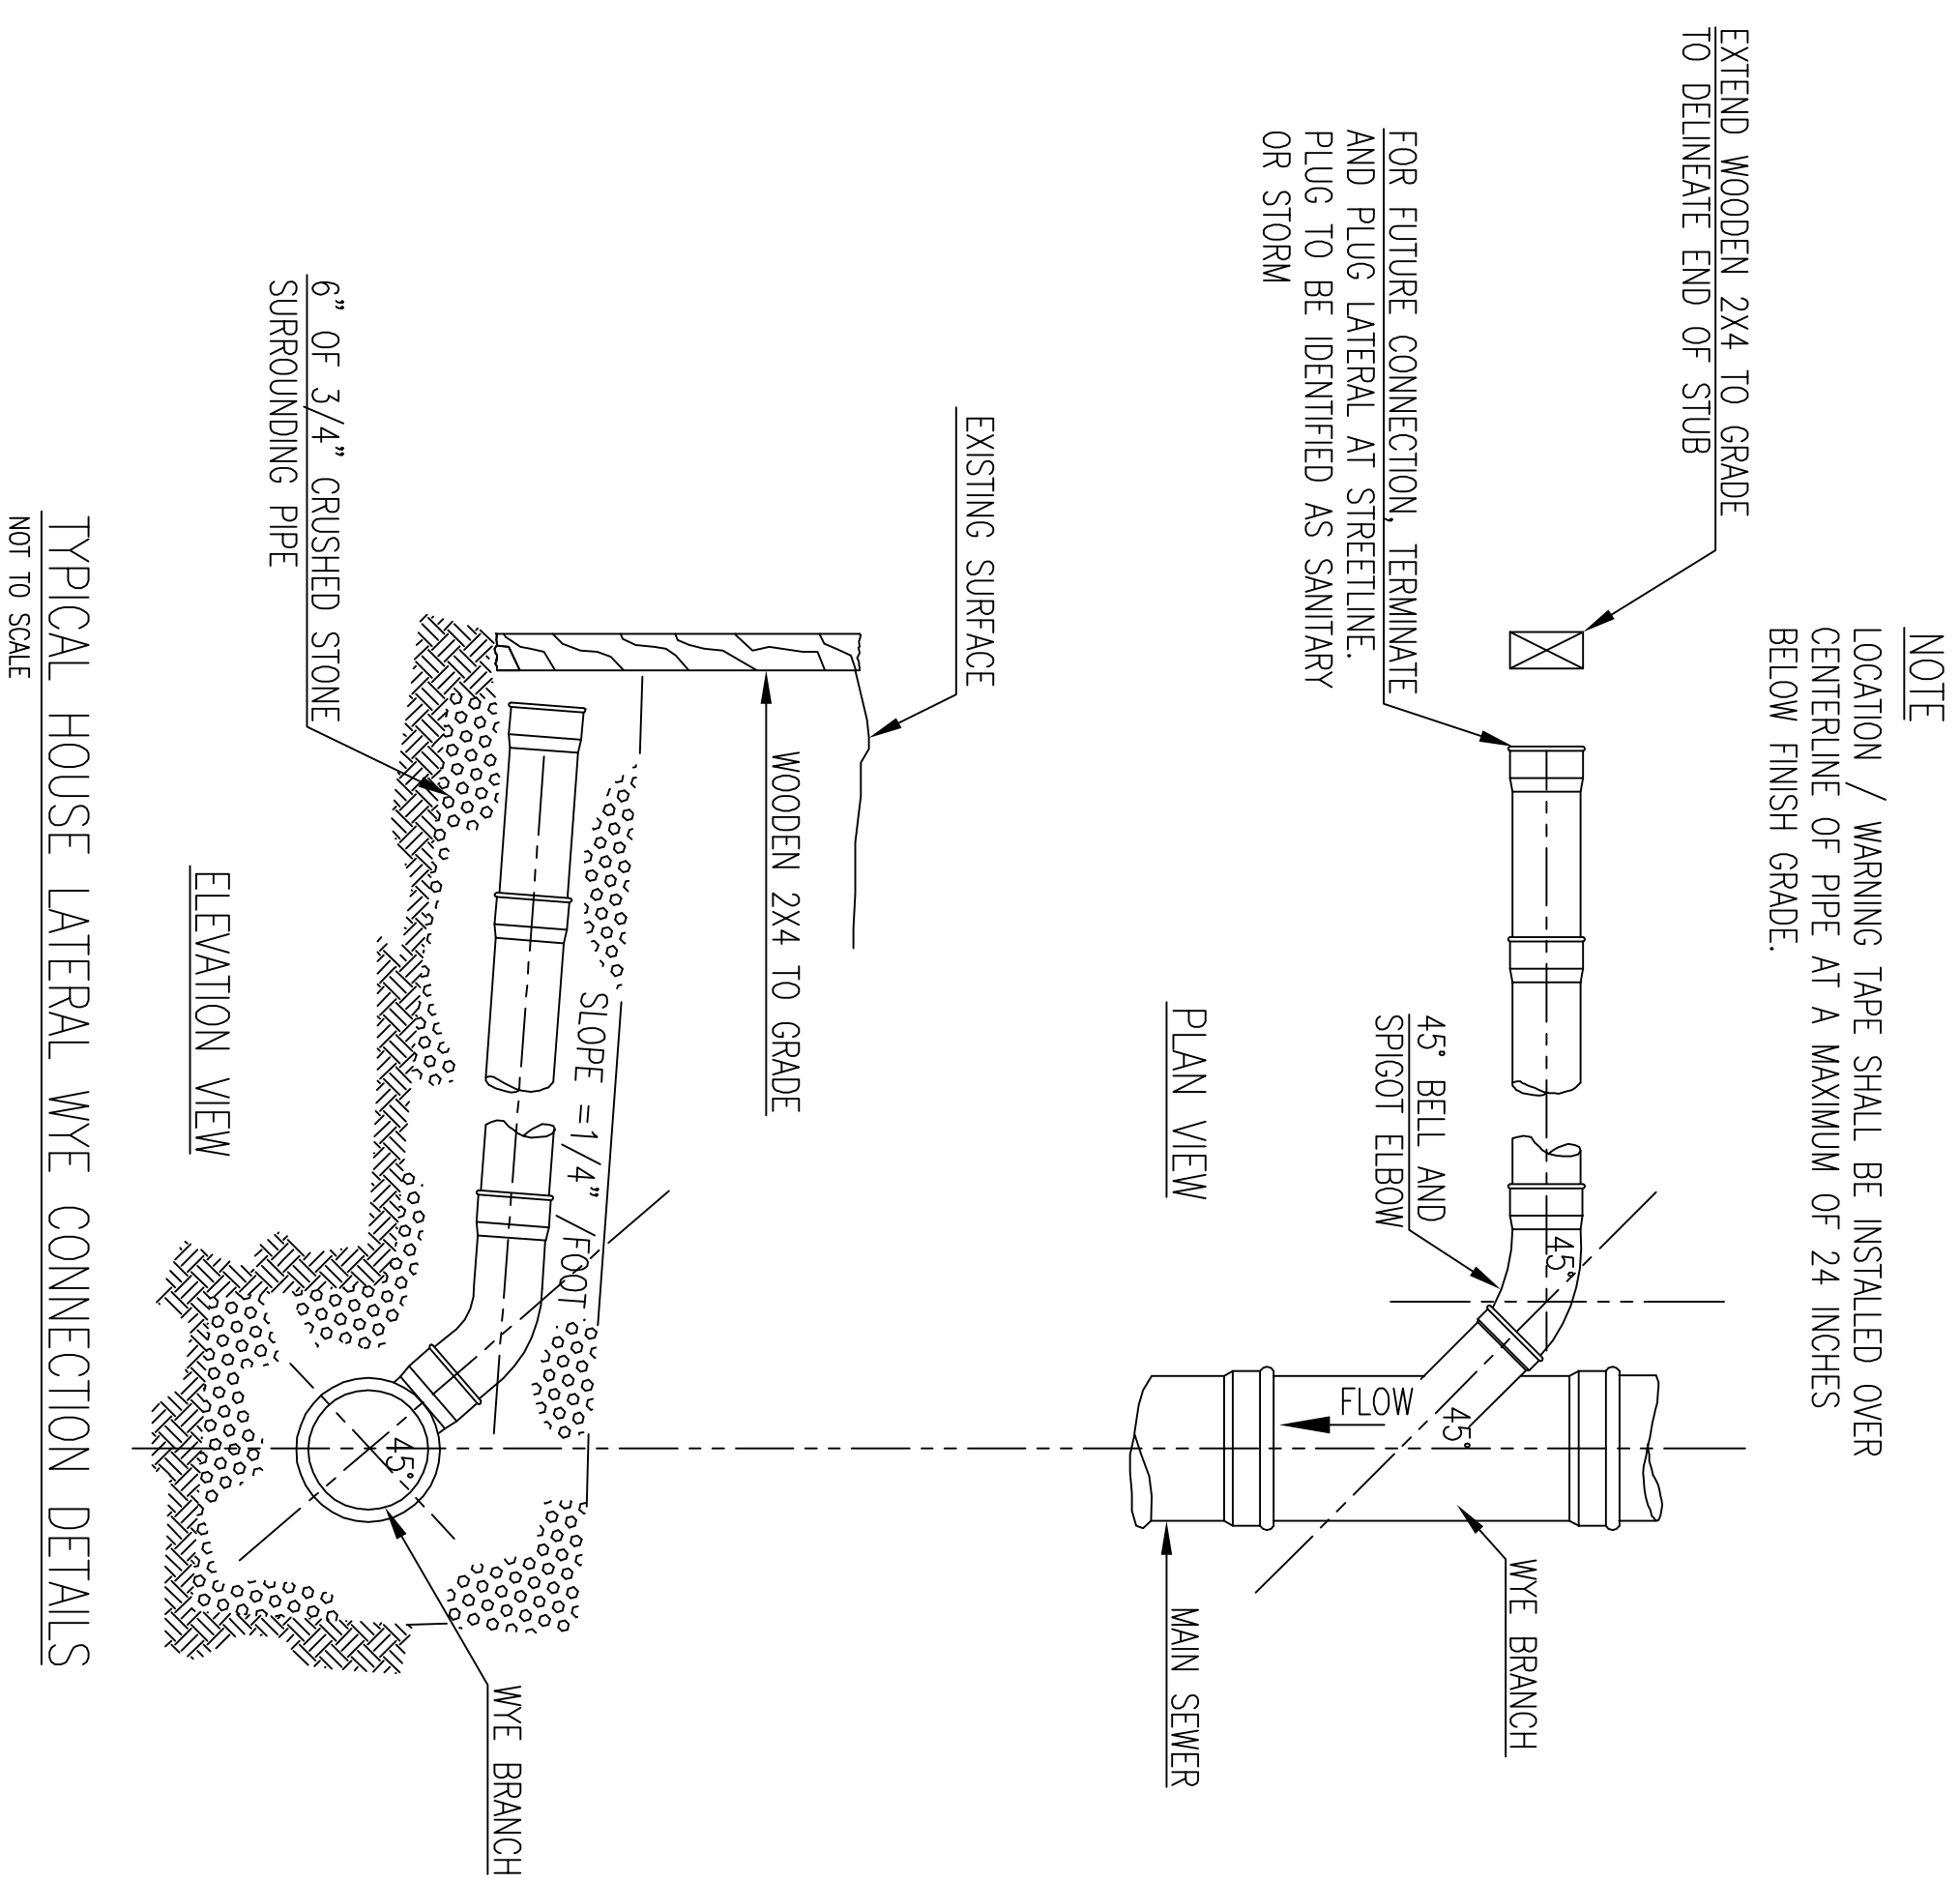 NOTE
LOCATION / WARNING TAPE SHALL BE INSTALLED OVER
CENTERLINE OF PIPE AT A MAXIMUM OF 24 INCHES
BELOW FINISH GRADE.
EXTEND WOODEN 2X4 TO GRADE
TO DELINEATE END OF STUB
FOR FUTURE CONNECTION, TERMINATE
AND PLUG LATERAL AT STREETLINE.
PLUG TO BE IDENTIFIED AS SANITARY
OR STORM
45°
45°
45° BELL AND
SPIGOT ELBOW
FLOW
WYE BRANCH
MAIN SEWER
PLAN VIEW
EXISTING SURFACE
WOODEN 2X4 TO GRADE
SLOPE =1/4" /FOOT
45°
WYE BRANCH
6" OF 3/4" CRUSHED STONE
SURROUNDING PIPE
ELEVATION VIEW
TYPICAL HOUSE LATERAL WYE CONNECTION DETAILS
NOT TO SCALE